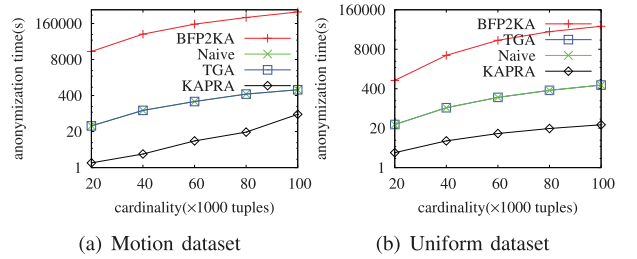 anonymization time(s)
160000
8000
400
20
1
BFP2KA
Naive
TGA
KAPRA
20 40 60 80 100
cardinality(×1000 tuples)
(a) Motion dataset
anonymization time(s)
160000
8000
400
20
1
BFP2KA
TGA
Naive
KAPRA
20 40 60 80 100
cardinality(×1000 tuples)
(b) Uniform dataset